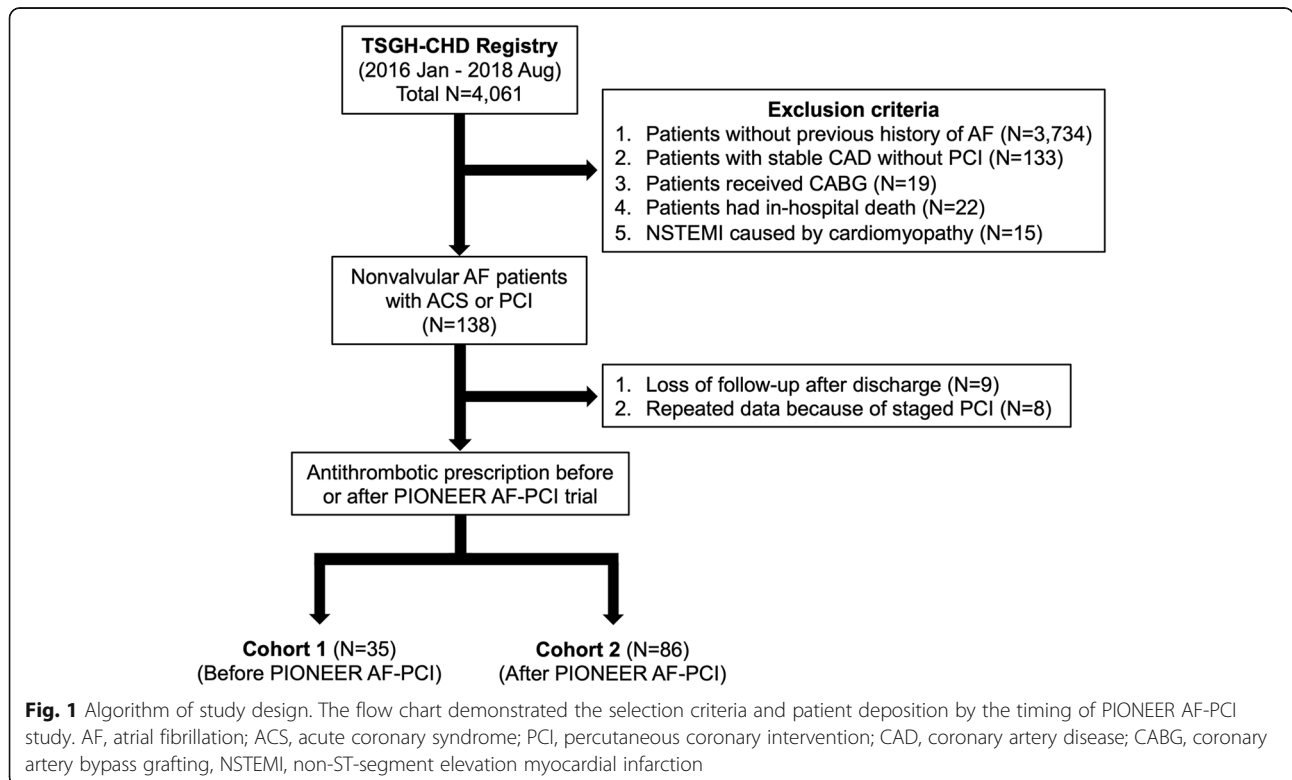 TSGH-CHD Registry
(2016 Jan - 2018 Aug)
Total N=4,061
Exclusion criteria
1. Patients without previous history of AF (N=3,734)
2. Patients with stable CAD without PCI (N=133)
3. Patients received CABG (N=19)
4. Patients had in-hospital death (N=22)
5. NSTEMI caused by cardiomyopathy (N=15)
Nonvalvular AF patients
with ACS or PCI
(N=138)
1. Loss of follow-up after discharge (N=9)
2. Repeated data because of staged PCI (N=8)
Antithrombotic prescription before
or after PIONEER AF-PCI trial
Cohort 1 (N=35)
(Before PIONEER AF-PCI)
Cohort 2 (N=86)
(After PIONEER AF-PCI)
Fig. 1 Algorithm of study design. The flow chart demonstrated the selection criteria and patient deposition by the timing of PIONEER AF-PCI
study. AF, atrial fibrillation; ACS, acute coronary syndrome; PCI, percutaneous coronary intervention; CAD, coronary artery disease; CABG, coronary
artery bypass grafting, NSTEMI, non-ST-segment elevation myocardial infarction